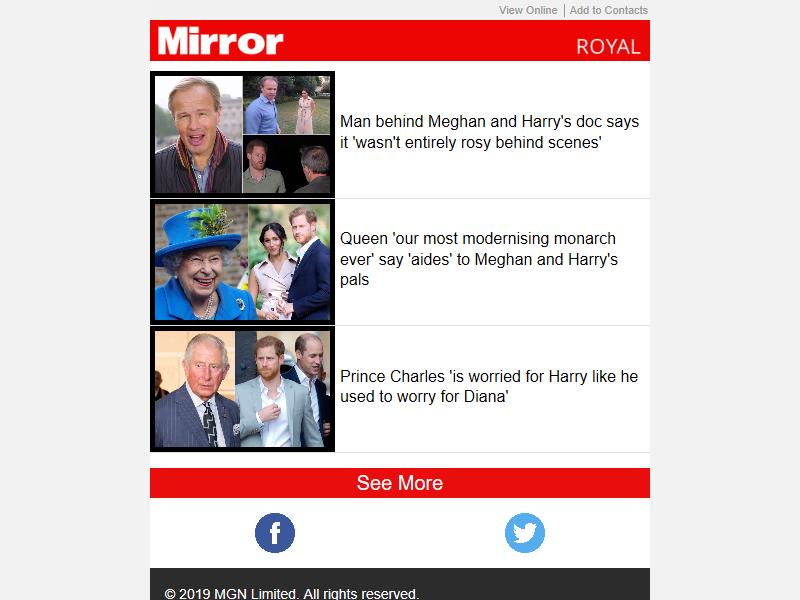 View Online | Add to Contacts
Mirror ROYAL
Man behind Meghan and Harry's doc says
it 'wasn't entirely rosy behind scenes'
Queen 'our most modernising monarch
ever' say 'aides' to Meghan and Harry's
pals
Prince Charles 'is worried for Harry like he
used to worry for Diana'
See More
© 2019 MGN Limited. All rights reserved.